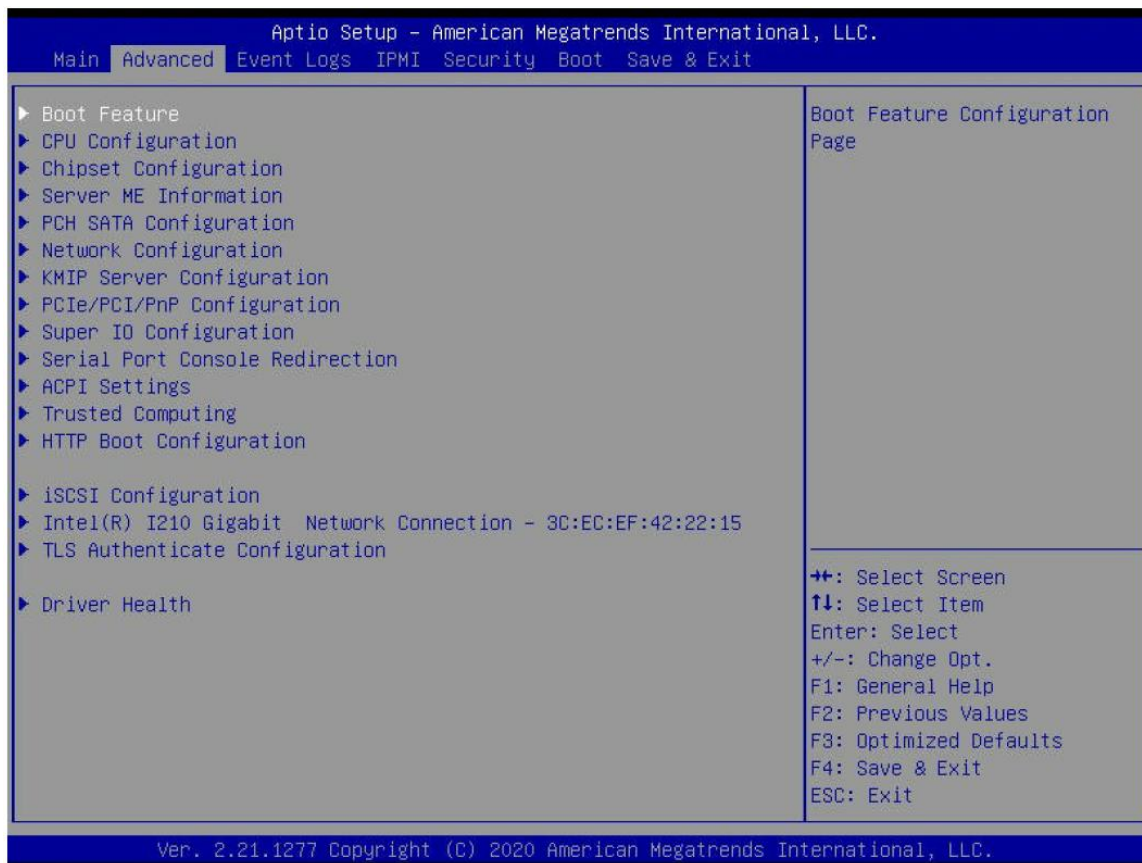 Aptio Setup – American Megatrends International, LLC.
Main Advanced Event Logs IPMI Security Boot Save & Exit
▶ Boot Feature
▶ CPU Configuration
▶ Chipset Configuration
▶ Server ME Information
▶ PCH SATA Configuration
▶ Network Configuration
▶ KMIP Server Configuration
▶ PCIe/PCI/PnP Configuration
▶ Super IO Configuration
▶ Serial Port Console Redirection
▶ ACPI Settings
▶ Trusted Computing
▶ HTTP Boot Configuration
▶ iSCSI Configuration
▶ Intel(R) I210 Gigabit  Network Connection – 3C:EC:EF:42:22:15
▶ TLS Authenticate Configuration
▶ Driver Health
Boot Feature Configuration
Page
→←: Select Screen
↑↓: Select Item
Enter: Select
+/-: Change Opt.
F1: General Help
F2: Previous Values
F3: Optimized Defaults
F4: Save & Exit
ESC: Exit
Ver. 2.21.1277 Copyright (C) 2020 American Megatrends International, LLC.